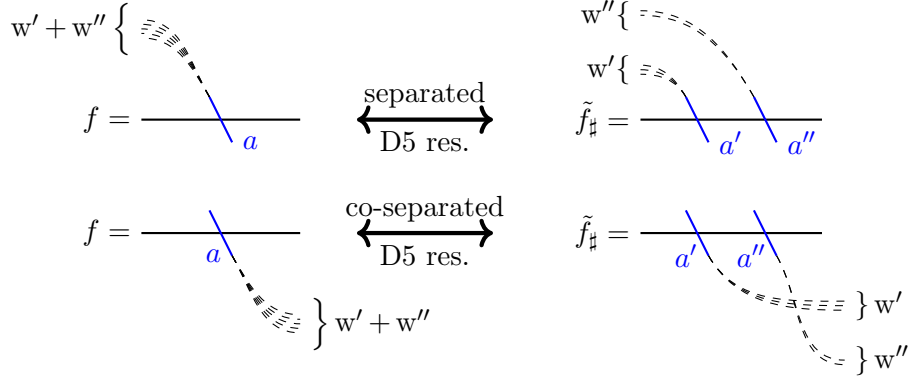 w′ + w″ {
w″{
w′{
f =
a
separated
D5 res.
f̃♯ =
a′
a″
f =
a
} w′ + w″
co-separated
D5 res.
f̃♯ =
a′
a″
} w′
} w″